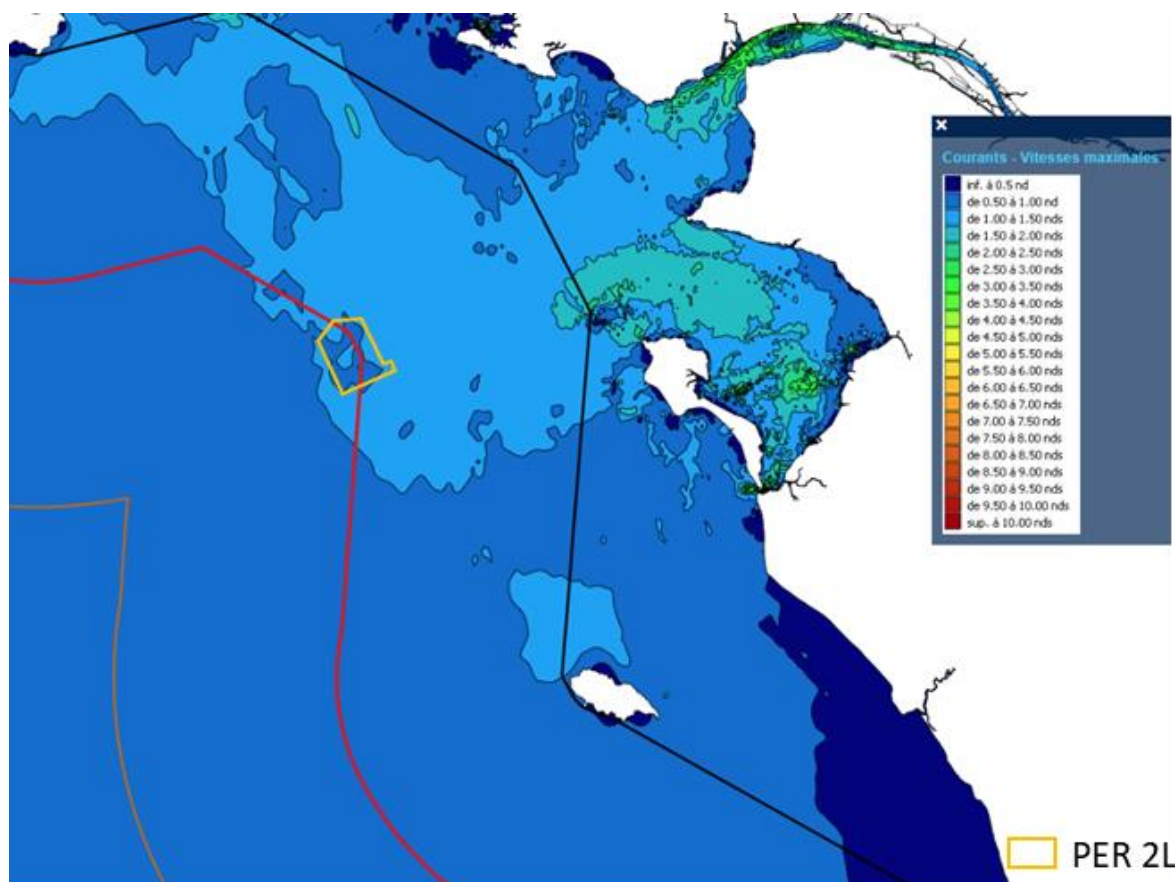 Courants - Vitesses maximales
inf. à 0.5 nd
de 0.50 à 1.00 nd
de 1.00 à 1.50 nds
de 1.50 à 2.00 nds
de 2.00 à 2.50 nds
de 2.50 à 3.00 nds
de 3.00 à 3.50 nds
de 3.50 à 4.00 nds
de 4.00 à 4.50 nds
de 4.50 à 5.00 nds
de 5.00 à 5.50 nds
de 5.50 à 6.00 nds
de 6.00 à 6.50 nds
de 6.50 à 7.00 nds
de 7.00 à 7.50 nds
de 7.50 à 8.00 nds
de 8.00 à 8.50 nds
de 8.50 à 9.00 nds
de 9.00 à 9.50 nds
de 9.50 à 10.00 nds
sup. à 10.00 nds
PER 2L